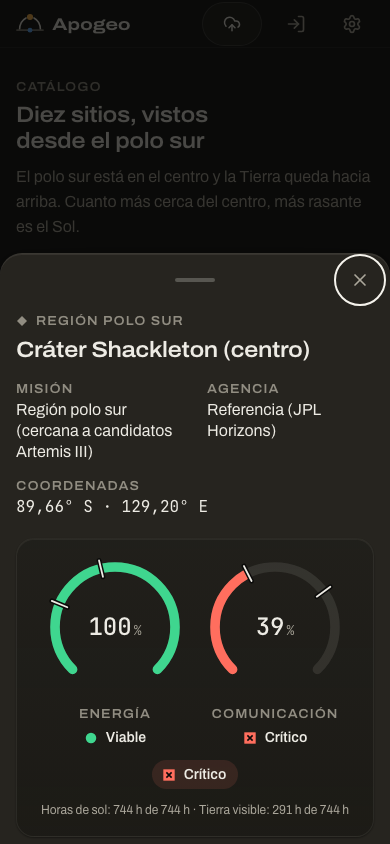 Apogeo
CATÁLOGO
Diez sitios, vistos
desde el polo sur
El polo sur está en el centro y la Tierra queda hacia
arriba. Cuanto más cerca del centro, más rasante
es el Sol.
REGIÓN POLO SUR
Cráter Shackleton (centro)
MISIÓN
Región polo sur
(cercana a candidatos
Artemis III)
AGENCIA
Referencia (JPL
Horizons)
COORDENADAS
89,66° S · 129,20° E
100%
39%
ENERGÍA
Viable
COMUNICACIÓN
Crítico
Crítico
Horas de sol: 744 h de 744 h · Tierra visible: 291 h de 744 h